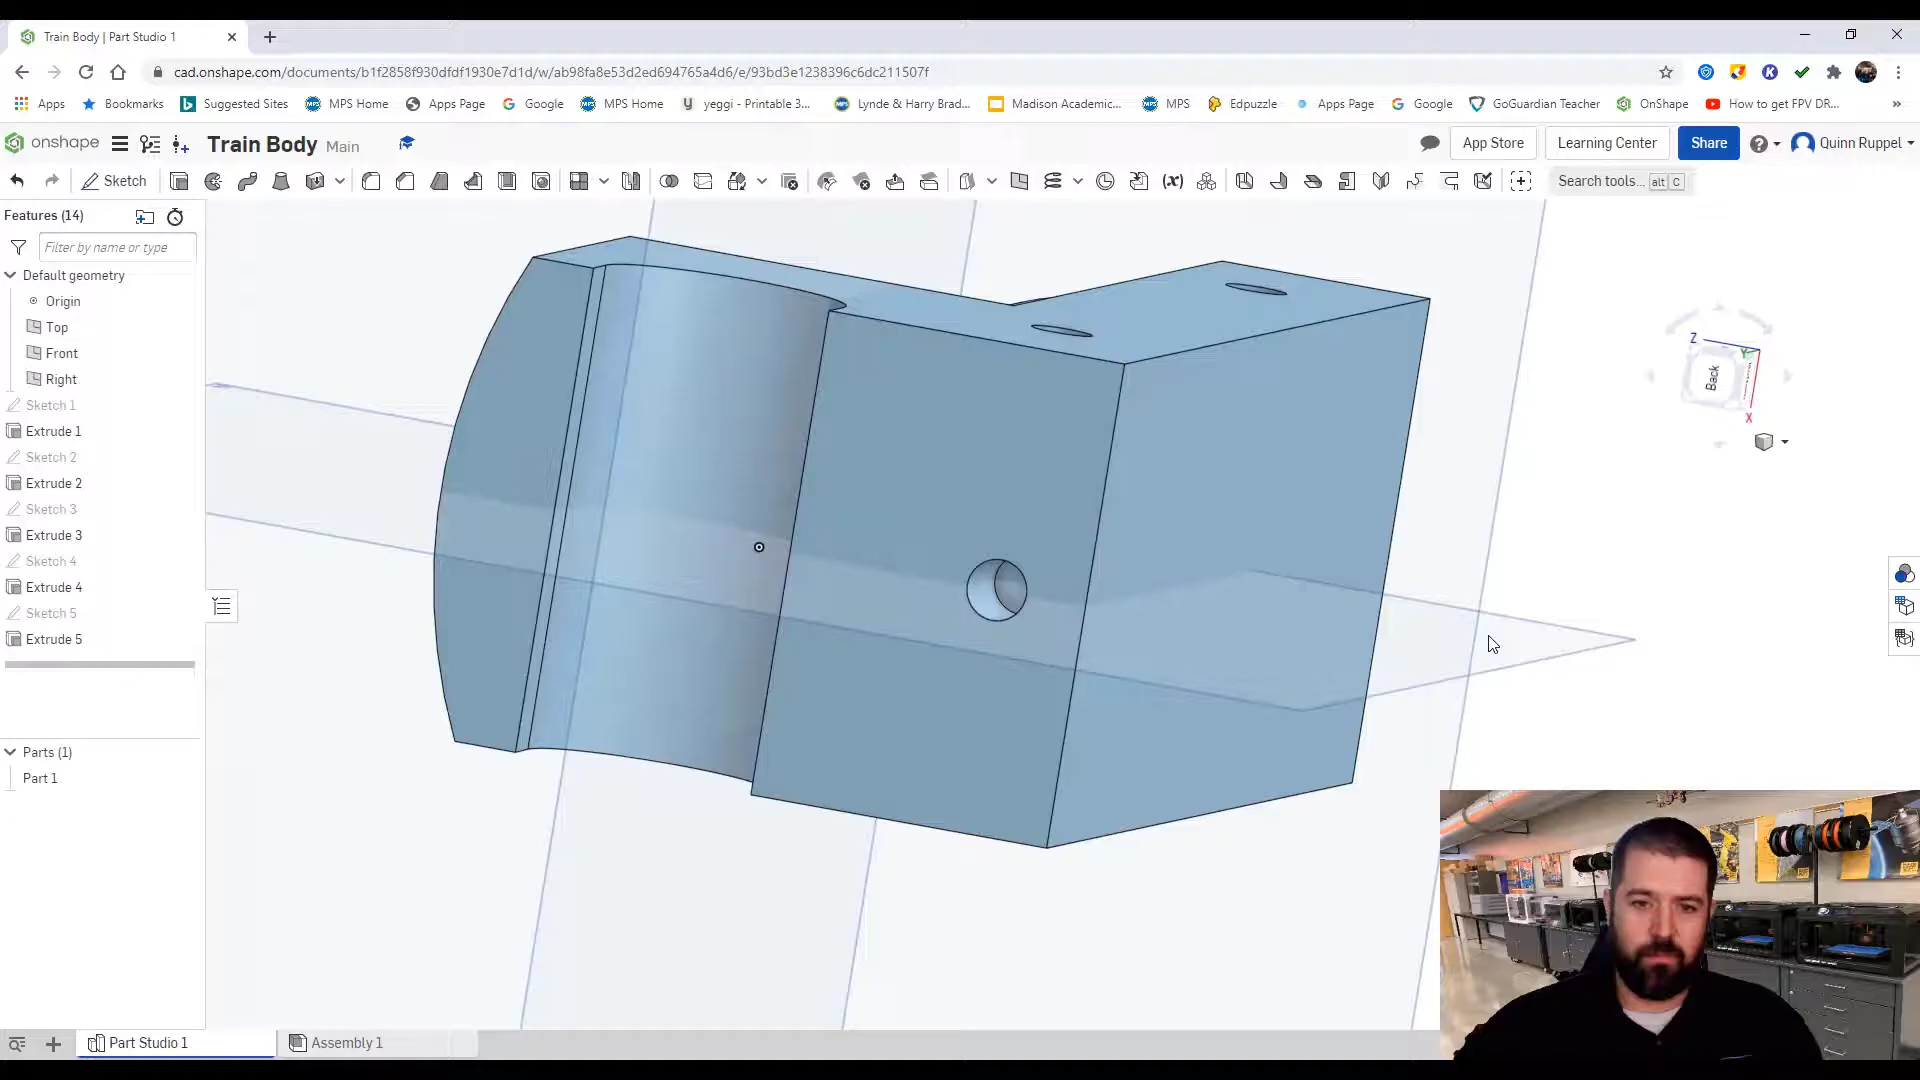 Train Body | Part Studio 1
cad.onshape.com/documents/b1f2858f930dfdf1930e7d1d/w/ab98fa8e53d2ed694765a4d6/e/93bd3e1238396c6dc211507f
Apps Bookmarks Suggested Sites MPS Home Apps Page Google MPS Home yeggi - Printable 3... Lynde & Harry Brad... Madison Academic... MPS Edpuzzle Apps Page Google GoGuardian Teacher OnShape How to get FPV DR... »
onshape Train Body Main App Store Learning Center Share Quinn Ruppel
Sketch (x) Search tools... alt C
Features (14)
Filter by name or type
Default geometry
Origin
Top
Front
Right
Sketch 1
Extrude 1
Sketch 2
Extrude 2
Sketch 3
Extrude 3
Sketch 4
Extrude 4
Sketch 5
Extrude 5
Parts (1)
Part 1
Z
Y
Back
X
Part Studio 1 Assembly 1